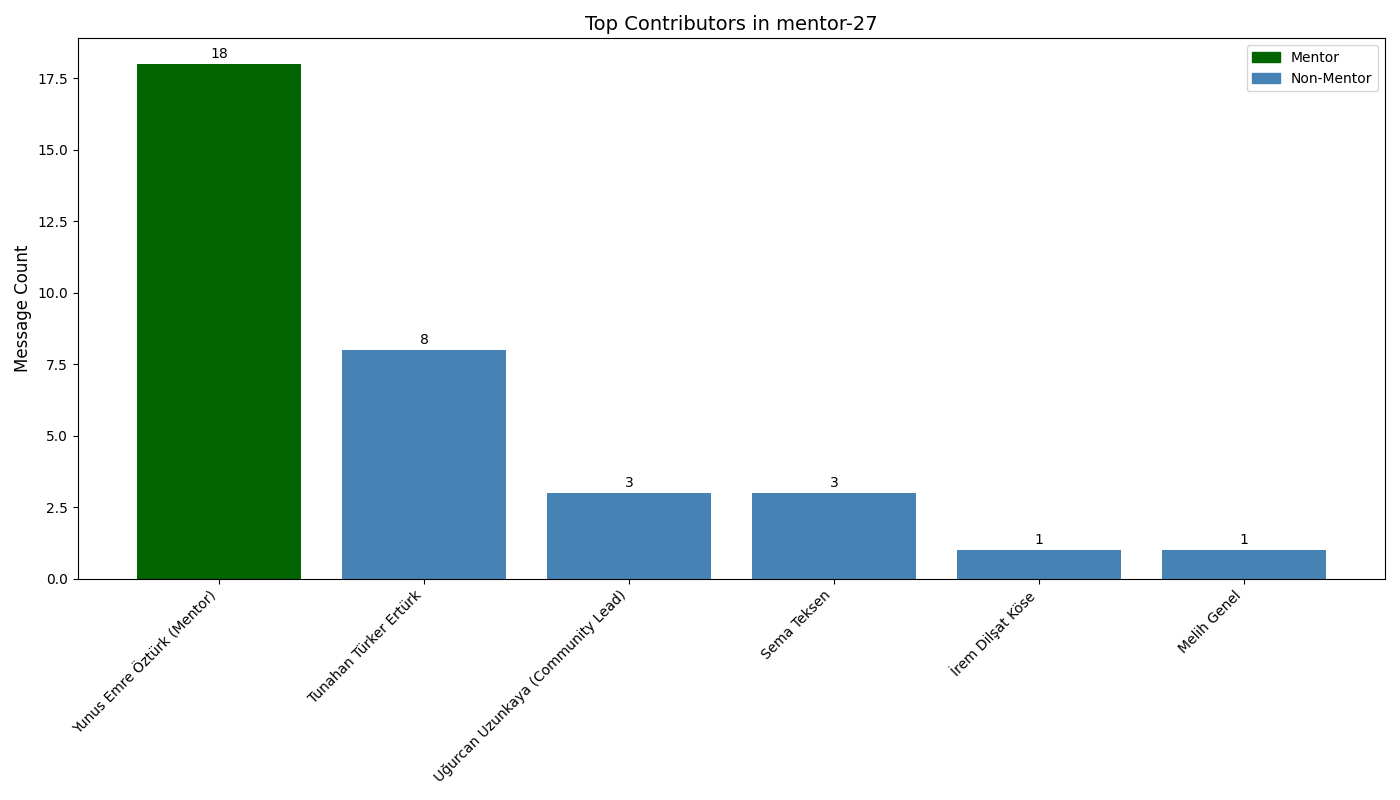 Top Contributors in mentor-27
Mentor
Non-Mentor
Message Count
17.5
15.0
12.5
10.0
7.5
5.0
2.5
0.0
18
8
3
3
1
1
Yunus Emre Öztürk (Mentor)
Tunahan Türker Ertürk
Uğurcan Uzunkaya (Community Lead)
Sema Teksen
İrem Dilşat Köse
Melih Genel